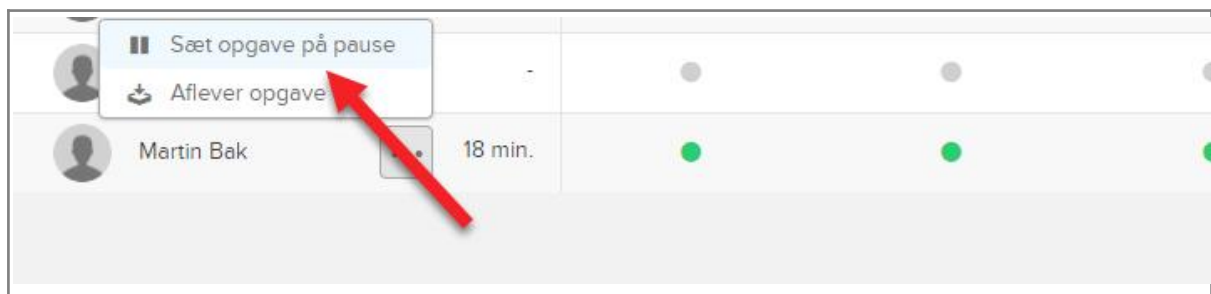 Sæt opgave på pause
-
Aflever opgave
Martin Bak
18 min.